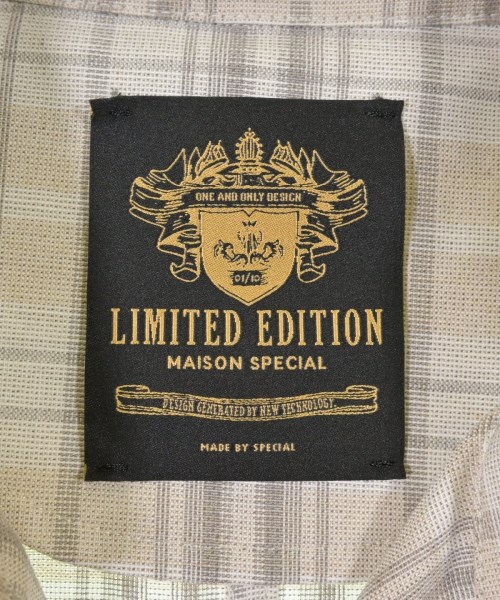 ONE AND ONLY DESIGN
01/10
LIMITED EDITION
MAISON SPECIAL
DESIGN GENERATED BY NEW TECHNOLOGY.
MADE BY SPECIAL